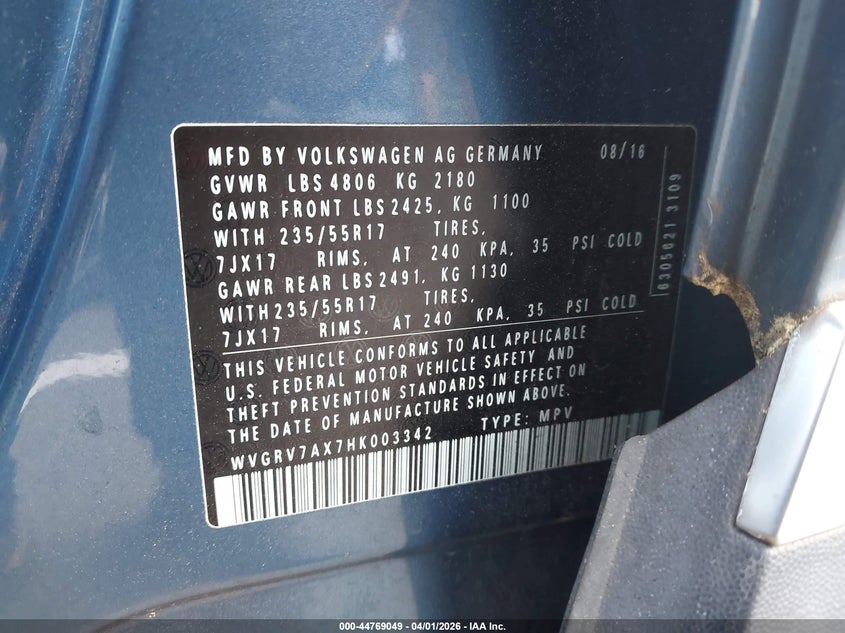 MFD BY VOLKSWAGEN AG GERMANY 08/16
GVWR LBS 4806 KG 2180
GAWR FRONT LBS 2425, KG 1100
WITH 235/55R17 TIRES,
7JX17 RIMS, AT 240 KPA, 35 PSI COLD
GAWR REAR LBS 2491, KG 1130
WITH 235/55R17 TIRES,
7JX17 RIMS, AT 240 KPA, 35 PSI COLD
THIS VEHICLE CONFORMS TO ALL APPLICABLE
U.S. FEDERAL MOTOR VEHICLE SAFETY AND
THEFT PREVENTION STANDARDS IN EFFECT ON
THE DATE OF MANUFACTURE SHOWN ABOVE.
WVGRV7AX7HK003342 TYPE: MPV
6305021 3109
000-44769049 | 04/01/2026 | IAA Inc.